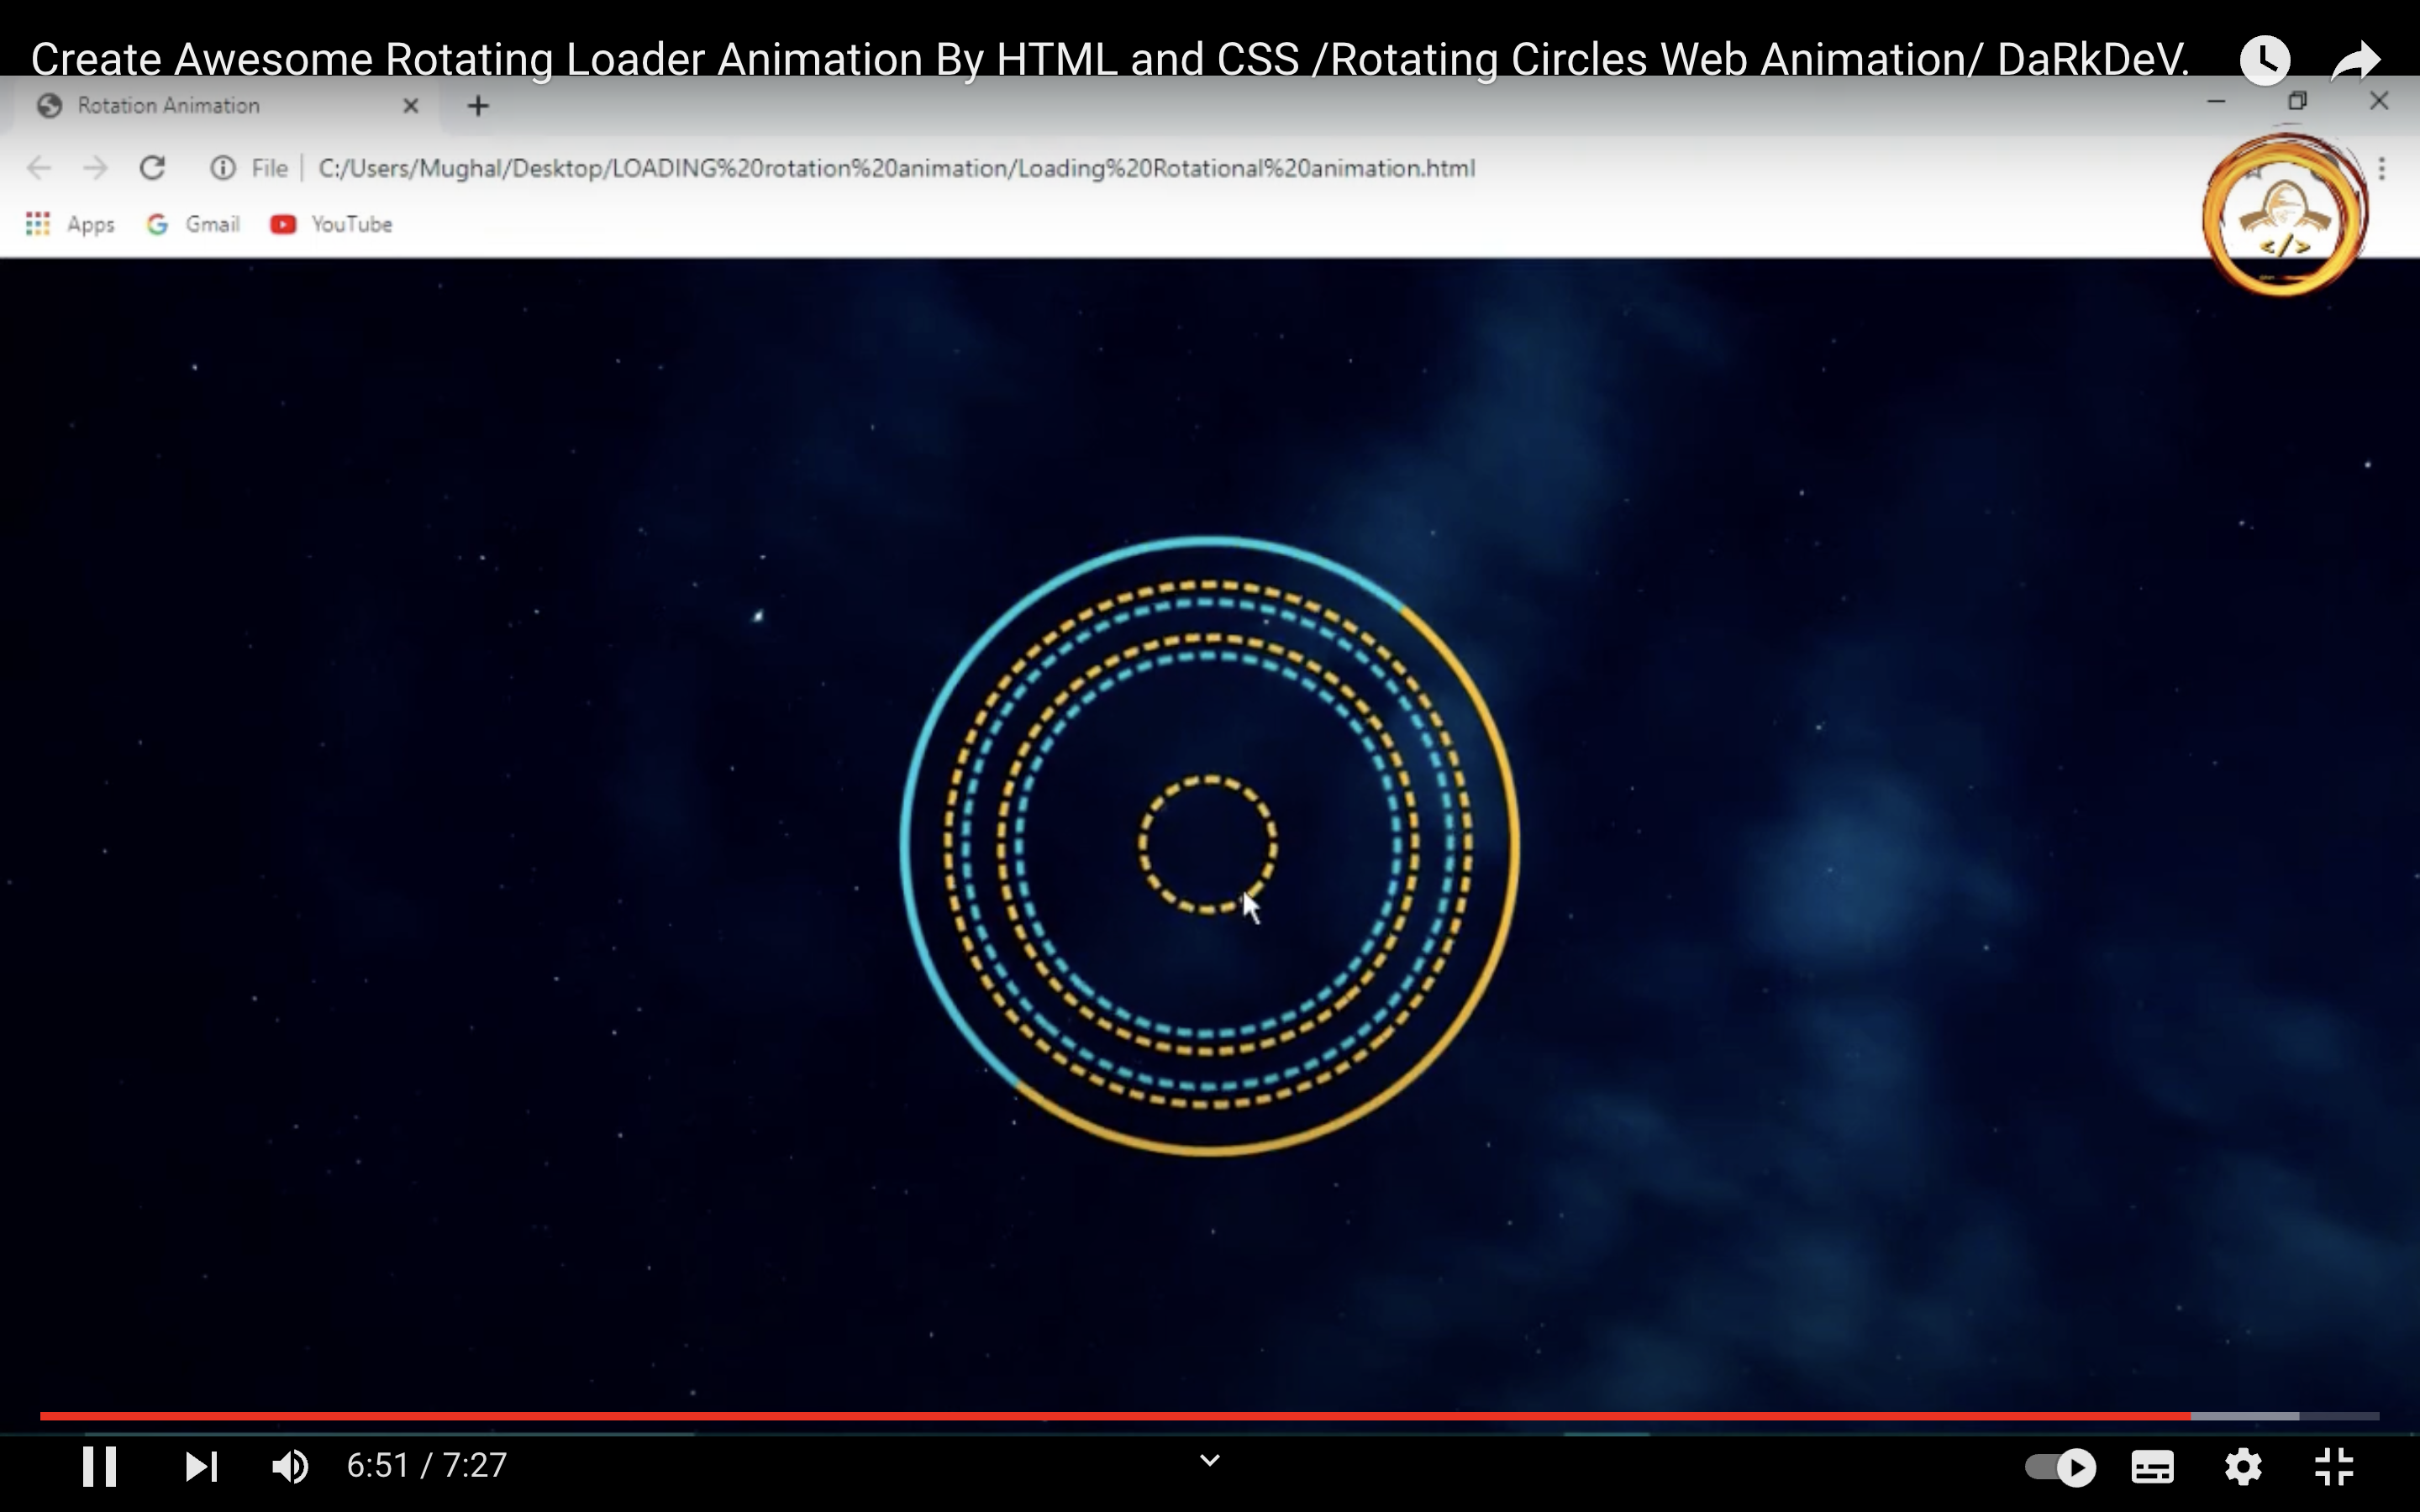 Create Awesome Rotating Loader Animation By HTML and CSS /Rotating Circles Web Animation/ DaRkDeV.
Rotation Animation
File C:/Users/Mughal/Desktop/LOADING%20rotation%20animation/Loading%20Rotational%20animation.html
Apps Gmail YouTube
</>
6:51 / 7:27